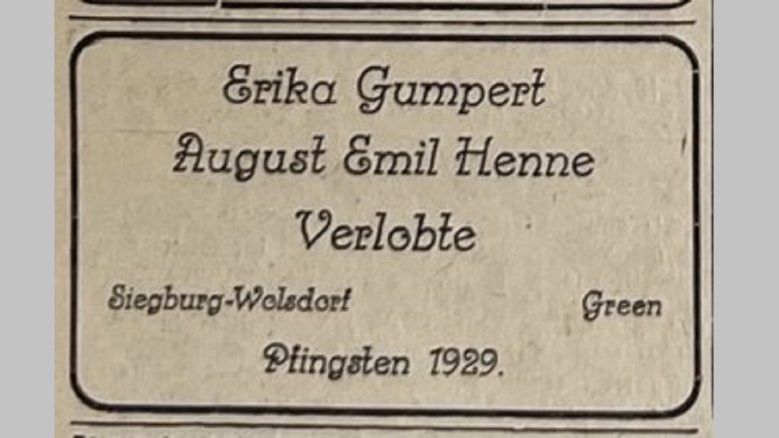 Erika Gumpert
August Emil Henne
Verlobte
Siegburg-Wolsdorf Green
Pfingsten 1929.